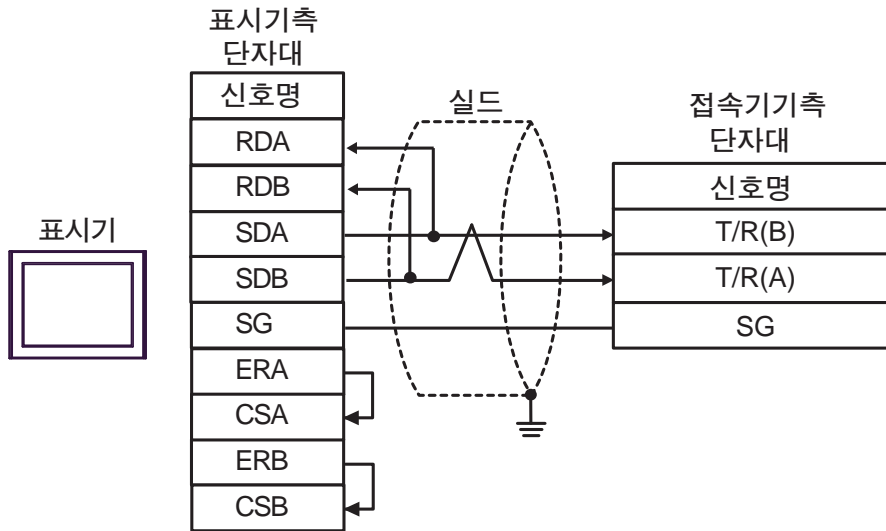 표시기측
단자대
신호명
RDA
RDB
SDA
SDB
SG
ERA
CSA
ERB
CSB
표시기
실드
접속기기측
단자대
신호명
T/R(B)
T/R(A)
SG